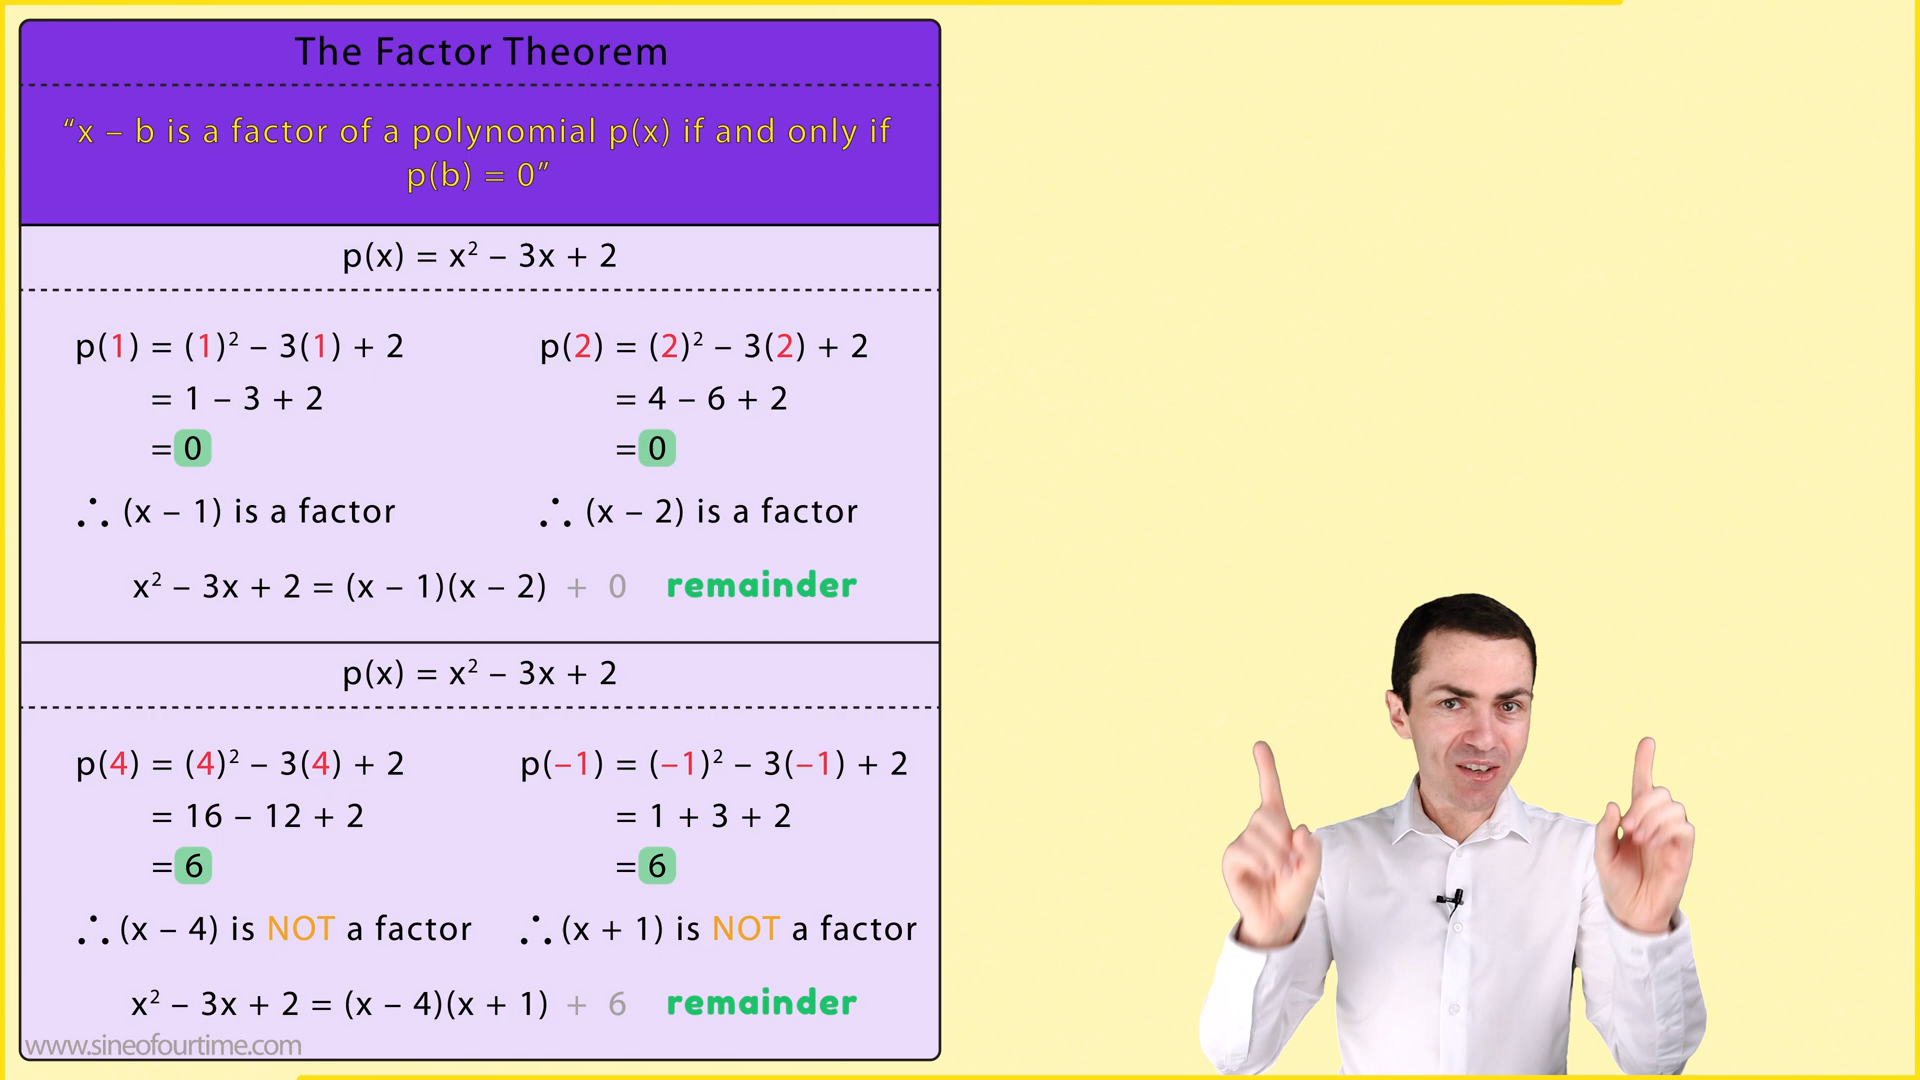 The Factor Theorem
“x – b is a factor of a polynomial p(x) if and only if
p(b) = 0”
p(x) = x² – 3x + 2
p(1) = (1)² – 3(1) + 2
= 1 – 3 + 2
= 0
∴ (x – 1) is a factor
p(2) = (2)² – 3(2) + 2
= 4 – 6 + 2
= 0
∴ (x – 2) is a factor
x² – 3x + 2 = (x – 1)(x – 2) + 0 remainder
p(x) = x² – 3x + 2
p(4) = (4)² – 3(4) + 2
= 16 – 12 + 2
= 6
∴ (x – 4) is NOT a factor
p(–1) = (–1)² – 3(–1) + 2
= 1 + 3 + 2
= 6
∴ (x + 1) is NOT a factor
x² – 3x + 2 = (x – 4)(x + 1) + 6 remainder
www.sineofourtime.com